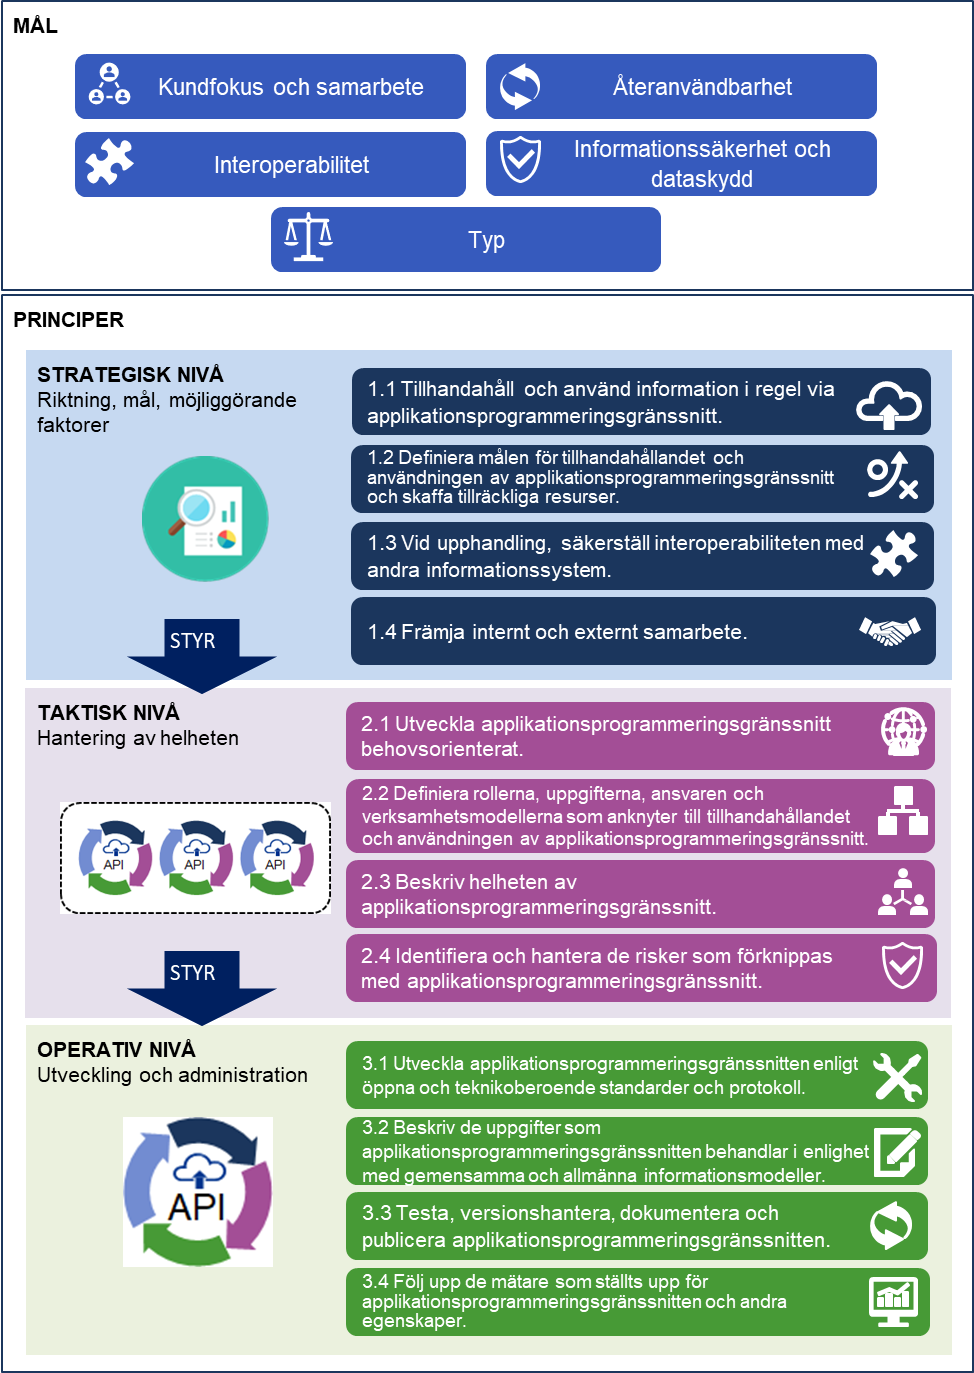 MÅL
Kundfokus och samarbete
Återanvändbarhet
Interoperabilitet
Informationssäkerhet och
dataskydd
Typ
PRINCIPER
STRATEGISK NIVÅ
Riktning, mål, möjliggörande
faktorer
1.1 Tillhandahåll och använd information i regel via
applikationsprogrammeringsgränssnitt.
1.2 Definiera målen för tillhandahållandet och
användningen av applikationsprogrammeringsgränssnitt
och skaffa tillräckliga resurser.
1.3 Vid upphandling, säkerställ interoperabiliteten med
andra informationssystem.
1.4 Främja internt och externt samarbete.
STYR
TAKTISK NIVÅ
Hantering av helheten
API
API
API
2.1 Utveckla applikationsprogrammeringsgränssnitt
behovsorienterat.
2.2 Definiera rollerna, uppgifterna, ansvaren och
verksamhetsmodellerna som anknyter till tillhandahållandet
och användningen av applikationsprogrammeringsgränssnitt.
2.3 Beskriv helheten av
applikationsprogrammeringsgränssnitt.
2.4 Identifiera och hantera de risker som förknippas
med applikationsprogrammeringsgränssnitt.
STYR
OPERATIV NIVÅ
Utveckling och administration
API
3.1 Utveckla applikationsprogrammeringsgränssnitten enligt
öppna och teknikoberoende standarder och protokoll.
3.2 Beskriv de uppgifter som
applikationsprogrammeringsgränssnitten behandlar i enlighet
med gemensamma och allmänna informationsmodeller.
3.3 Testa, versionshantera, dokumentera och
publicera applikationsprogrammeringsgränssnitten.
3.4 Följ upp de mätare som ställts upp för
applikationsprogrammeringsgränssnitten och andra
egenskaper.